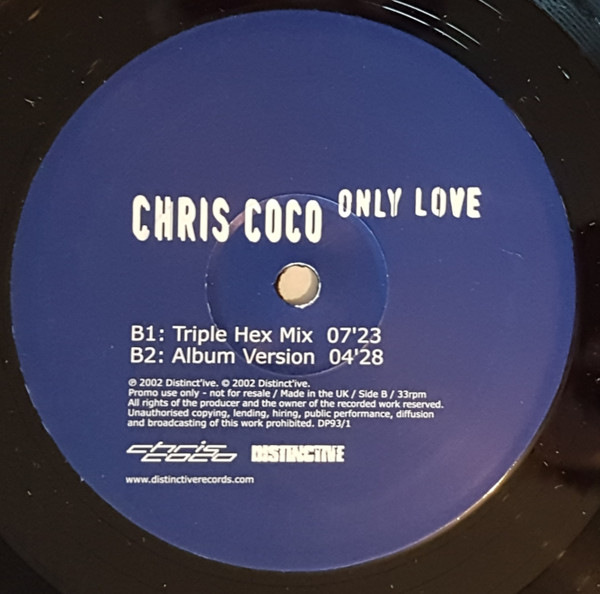 CHRIS COCO ONLY LOVE
B1: Triple Hex Mix 07'23
B2: Album Version 04'28
℗ 2002 Distinct'ive. © 2002 Distinct'ive.
Promo use only - not for resale / Made in the UK / Side B / 33rpm
All rights of the producer and the owner of the recorded work reserved.
Unauthorised copying, lending, hiring, public performance, diffusion
and broadcasting of this work prohibited. DP93/1
chris coco DISTINCT'IVE
www.distinctiverecords.com